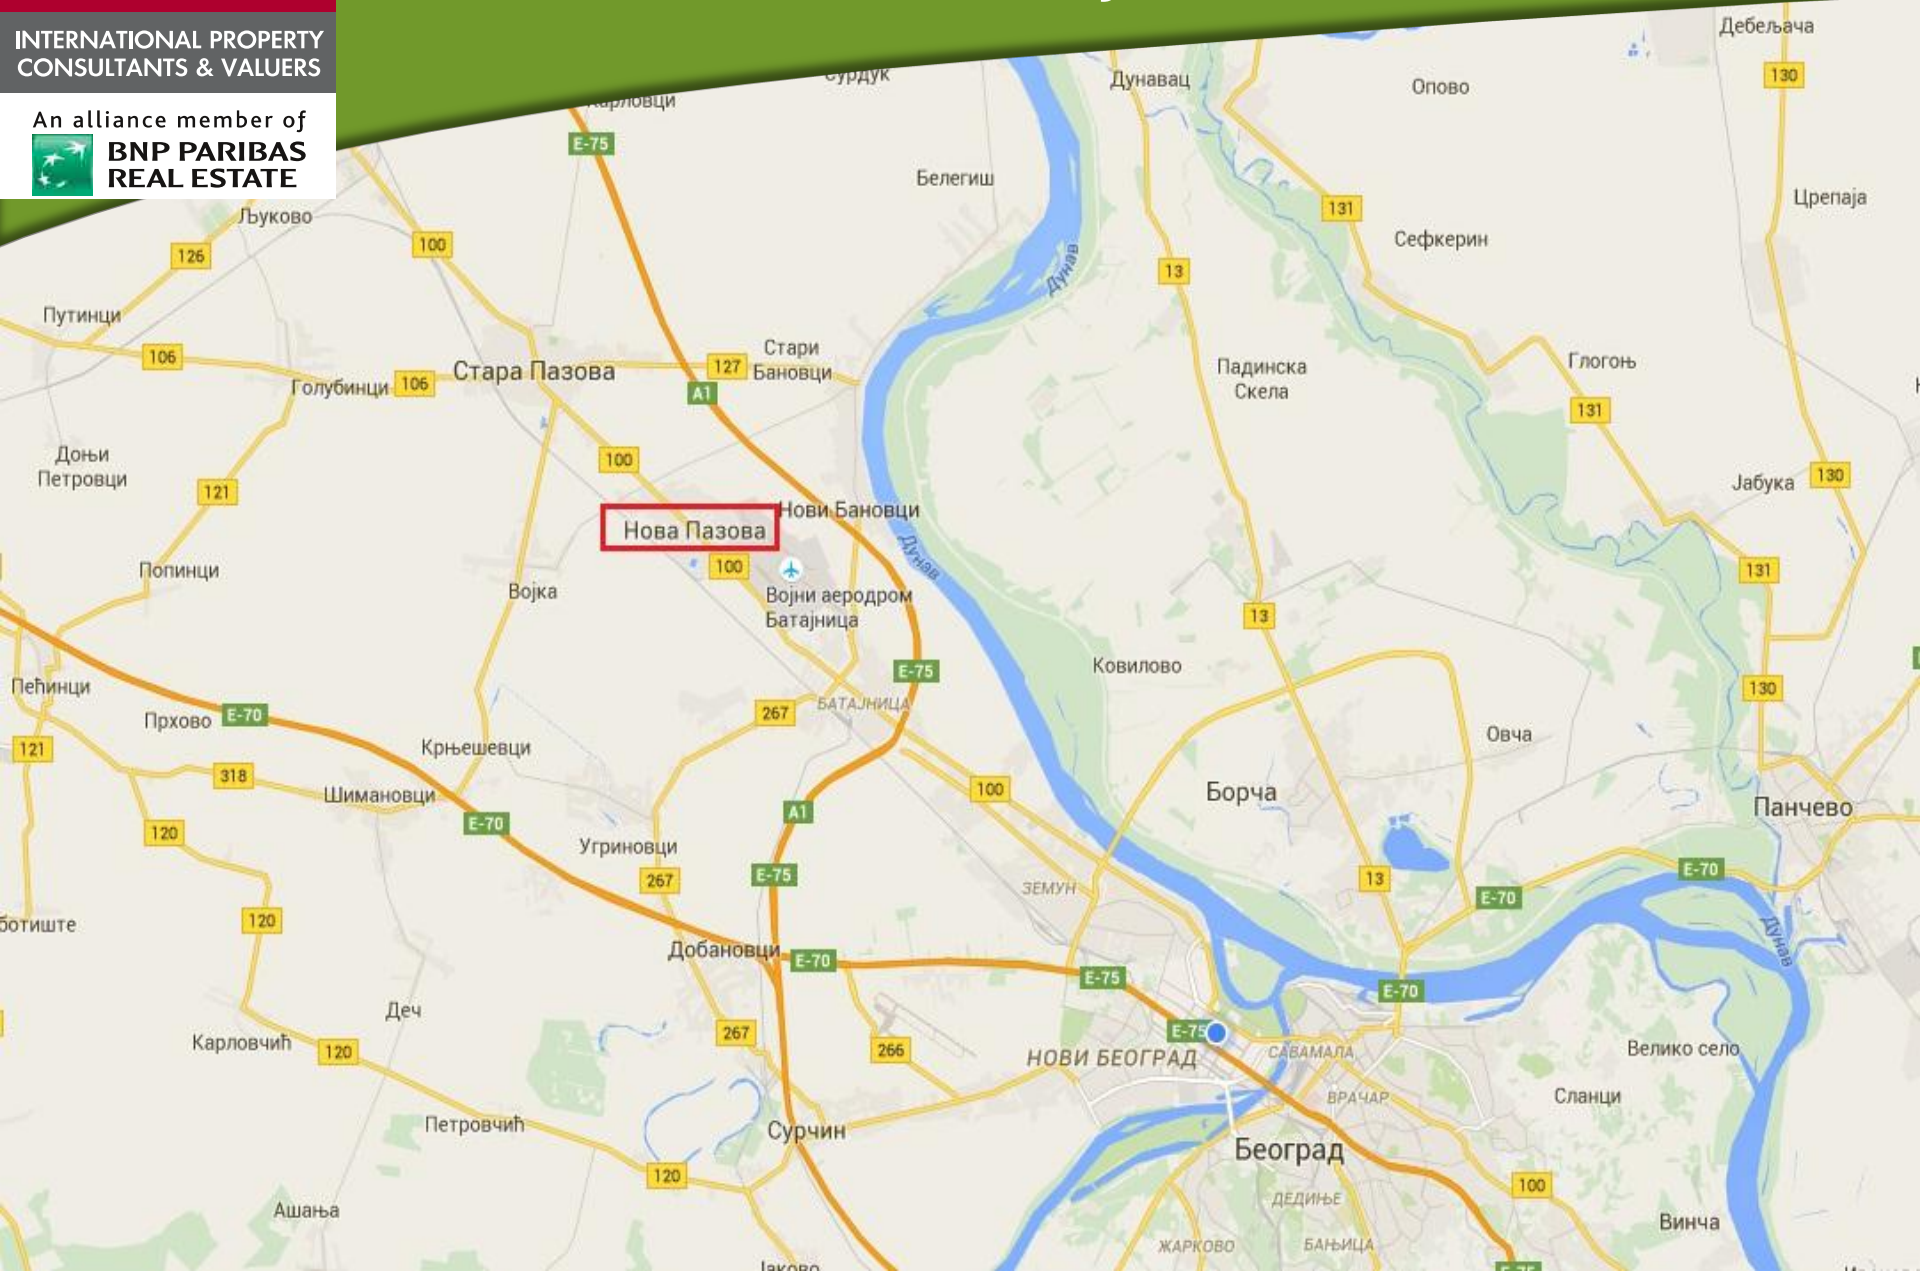 INTERNATIONAL PROPERTY
CONSULTANTS & VALUERS
An alliance member of
BNP PARIBAS
REAL ESTATE
Дебељача
Сурдук
Дунавац
130
Опово
Карловци
E-75
Белегиш
Црепаја
Љуково
131
126
100
Сефкерин
Дунав
13
Путинци
106
Стара Пазова
127
Стари
Бановци
Падинска
Скела
Глогоњ
Голубинци
106
A1
131
Доњи
Петровци
100
121
Јабука
130
Нови Бановци
Нова Пазова
Дунав
100
Попинци
131
Војка
Војни аеродром
Батајница
13
Ковилово
E-75
Пећинци
130
Прхово
E-70
267
БАТАЈНИЦА
Овча
121
Крњешевци
318
Шимановци
100
Борча
Панчево
E-70
A1
120
Угриновци
E-75
267
ЗЕМУН
13
E-70
E-70
120
ботиште
Дунав
Добановци
E-70
E-75
E-70
Деч
Карловчић
120
267
266
E-75
НОВИ БЕОГРАД
САВАМАЛА
Велико село
ВРАЧАР
Сланци
Петровчић
Сурчин
Београд
120
100
Ашања
ДЕДИЊЕ
Винча
ЖАРКОВО
БАЊИЦА
Јаково
E-75